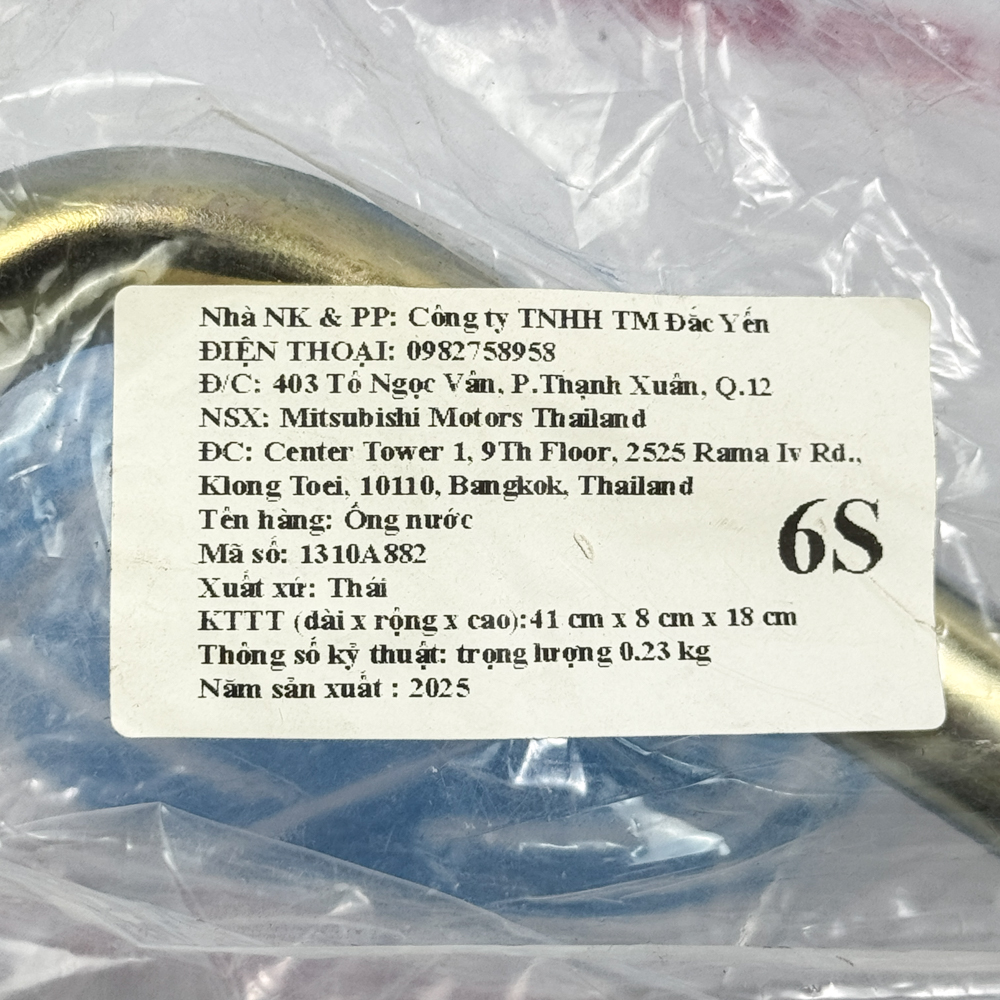 Nhà NK & PP: Công ty TNHH TM Đắc Yến
ĐIỆN THOẠI: 0982758958
Đ/C: 403 Tô Ngọc Vân, P.Thạnh Xuân, Q.12
NSX: Mitsubishi Motors Thailand
ĐC: Center Tower 1, 9Th Floor, 2525 Rama Iv Rd.,
Klong Toei, 10110, Bangkok, Thailand
Tên hàng: Ống nước
Mã số: 1310A882
Xuất xứ: Thái
KTTT (dài x rộng x cao):41 cm x 8 cm x 18 cm
Thông số kỷ thuật: trọng lượng 0.23 kg
Năm sản xuất : 2025
6S